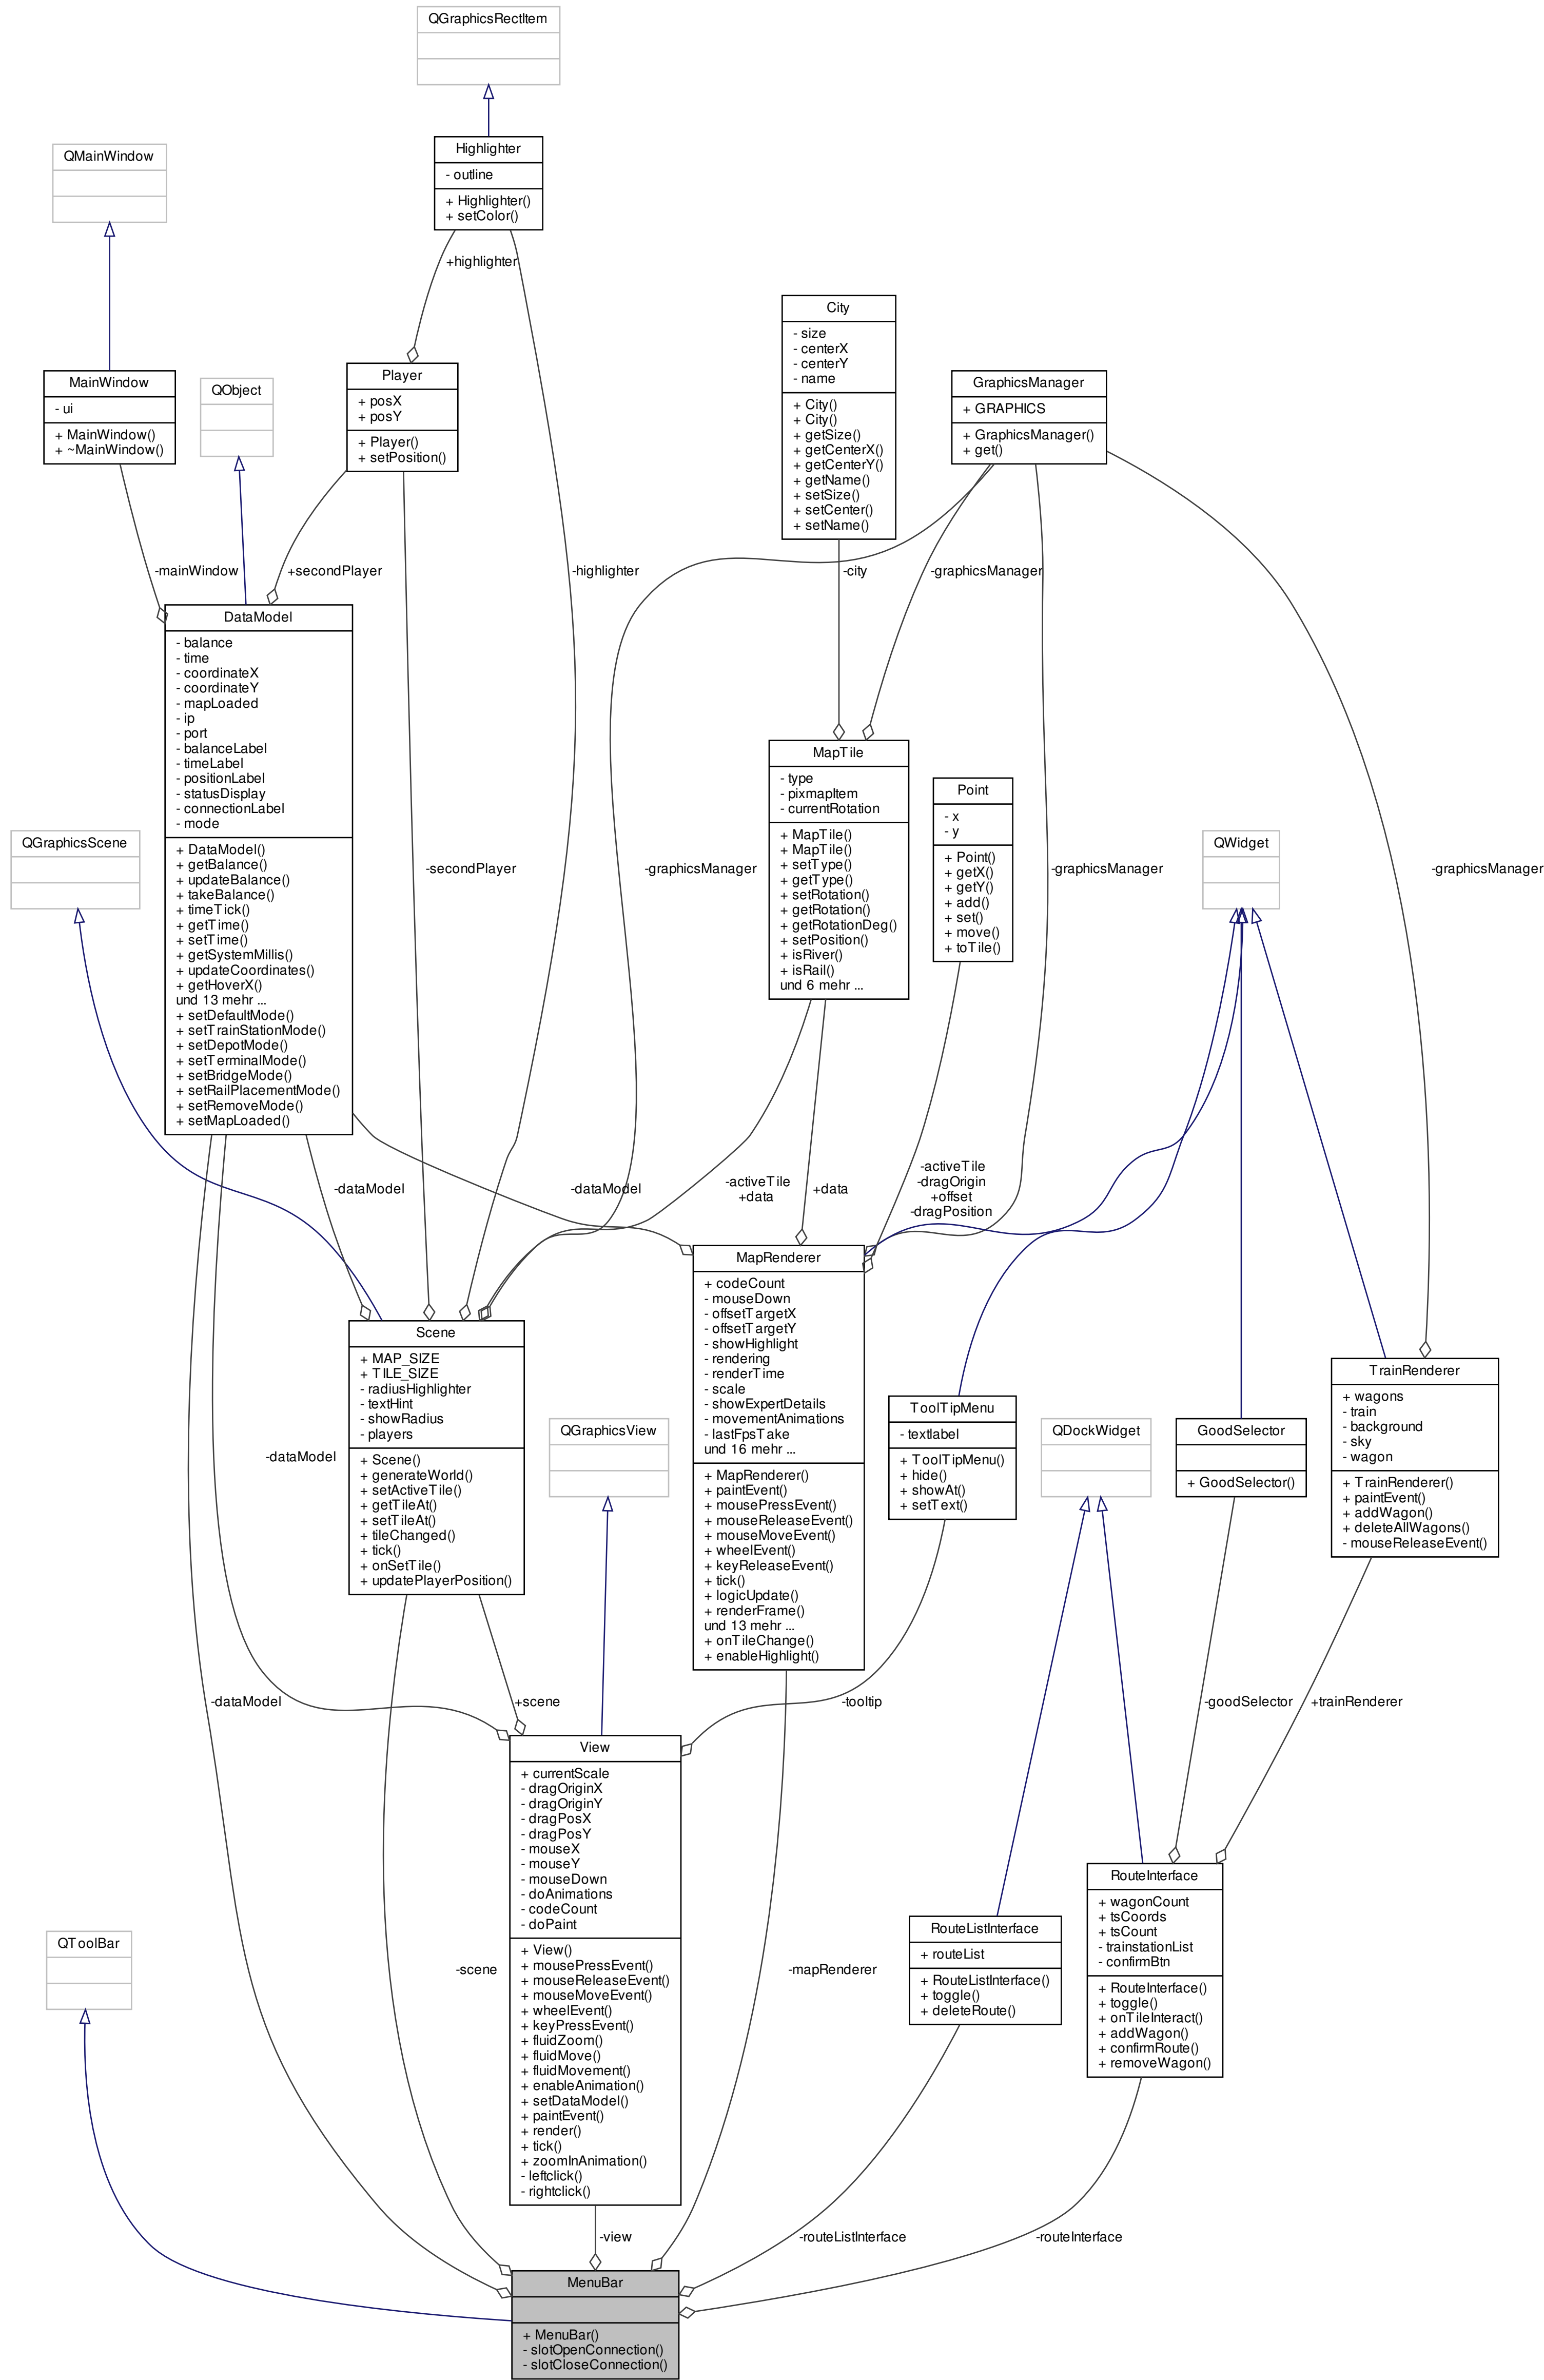 QGraphicsRectItem
Highlighter
- outline
+ Highlighter()
+ setColor()
QMainWindow
+highlighter
City
- size
- centerX
- centerY
- name
+ City()
+ City()
+ getSize()
+ getCenterX()
+ getCenterY()
+ getName()
+ setSize()
+ setCenter()
+ setName()
MainWindow
- ui
+ MainWindow()
+ ~MainWindow()
QObject
Player
+ posX
+ posY
+ Player()
+ setPosition()
GraphicsManager
+ GRAPHICS
+ GraphicsManager()
+ get()
-mainWindow
+secondPlayer
-highlighter
-city
-graphicsManager
DataModel
- balance
- time
- coordinateX
- coordinateY
- mapLoaded
- ip
- port
- balanceLabel
- timeLabel
- positionLabel
- statusDisplay
- connectionLabel
- mode
+ DataModel()
+ getBalance()
+ updateBalance()
+ takeBalance()
+ timeTick()
+ getTime()
+ setTime()
+ getSystemMillis()
+ updateCoordinates()
+ getHoverX()
und 13 mehr ...
+ setDefaultMode()
+ setTrainStationMode()
+ setDepotMode()
+ setTerminalMode()
+ setBridgeMode()
+ setRailPlacementMode()
+ setRemoveMode()
+ setMapLoaded()
MapTile
- type
- pixmapItem
- currentRotation
+ MapTile()
+ MapTile()
+ setType()
+ getType()
+ setRotation()
+ getRotation()
+ getRotationDeg()
+ setPosition()
+ isRiver()
+ isRail()
und 6 mehr ...
Point
- x
- y
+ Point()
+ getX()
+ getY()
+ add()
+ set()
+ move()
+ toTile()
QGraphicsScene
QWidget
-secondPlayer
-graphicsManager
-graphicsManager
-graphicsManager
-dataModel
-dataModel
-activeTile
+data
+data
-activeTile
-dragOrigin
+offset
-dragPosition
Scene
+ MAP_SIZE
+ TILE_SIZE
- radiusHighlighter
- textHint
- showRadius
- players
+ Scene()
+ generateWorld()
+ setActiveTile()
+ getTileAt()
+ setTileAt()
+ tileChanged()
+ tick()
+ onSetTile()
+ updatePlayerPosition()
MapRenderer
+ codeCount
- mouseDown
- offsetTargetX
- offsetTargetY
- showHighlight
- rendering
- renderTime
- scale
- showExpertDetails
- movementAnimations
- lastFpsTake
und 16 mehr ...
+ MapRenderer()
+ paintEvent()
+ mousePressEvent()
+ mouseReleaseEvent()
+ mouseMoveEvent()
+ wheelEvent()
+ keyReleaseEvent()
+ tick()
+ logicUpdate()
+ renderFrame()
und 13 mehr ...
+ onTileChange()
+ enableHighlight()
ToolTipMenu
- textlabel
+ ToolTipMenu()
+ hide()
+ showAt()
+ setText()
QGraphicsView
QDockWidget
GoodSelector
+ GoodSelector()
TrainRenderer
+ wagons
- train
- background
- sky
- wagon
+ TrainRenderer()
+ paintEvent()
+ addWagon()
+ deleteAllWagons()
- mouseReleaseEvent()
-dataModel
-dataModel
+scene
-tooltip
-goodSelector
+trainRenderer
View
+ currentScale
- dragOriginX
- dragOriginY
- dragPosX
- dragPosY
- mouseX
- mouseY
- mouseDown
- doAnimations
- codeCount
- doPaint
+ View()
+ mousePressEvent()
+ mouseReleaseEvent()
+ mouseMoveEvent()
+ wheelEvent()
+ keyPressEvent()
+ fluidZoom()
+ fluidMove()
+ fluidMovement()
+ enableAnimation()
+ setDataModel()
+ paintEvent()
+ render()
+ tick()
+ zoomInAnimation()
- leftclick()
- rightclick()
RouteInterface
+ wagonCount
+ tsCoords
+ tsCount
- trainstationList
- confirmBtn
+ RouteInterface()
+ toggle()
+ onTileInteract()
+ addWagon()
+ confirmRoute()
+ removeWagon()
RouteListInterface
+ routeList
+ RouteListInterface()
+ toggle()
+ deleteRoute()
QToolBar
-scene
-mapRenderer
-view
-routeListInterface
-routeInterface
MenuBar
+ MenuBar()
- slotOpenConnection()
- slotCloseConnection()